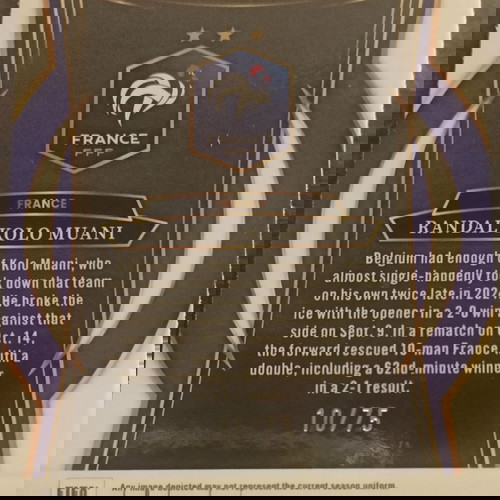 FRANCE
FFF
FRANCE
RANDAL KOLO MUANI
Belgium had enough of Kolo Muani, who
almost single-handedly took down that team
on his own twice late in 2024. He broke the
ice with the opener in a 2-0 win against that
side on Sept. 9. In a rematch on Oct. 14,
the forward rescued 10-man France with a
double, including a 62nd-minute winner
in a 2-1 result.
10/75
FIFA
Any image depicted may not represent the current season uniform.